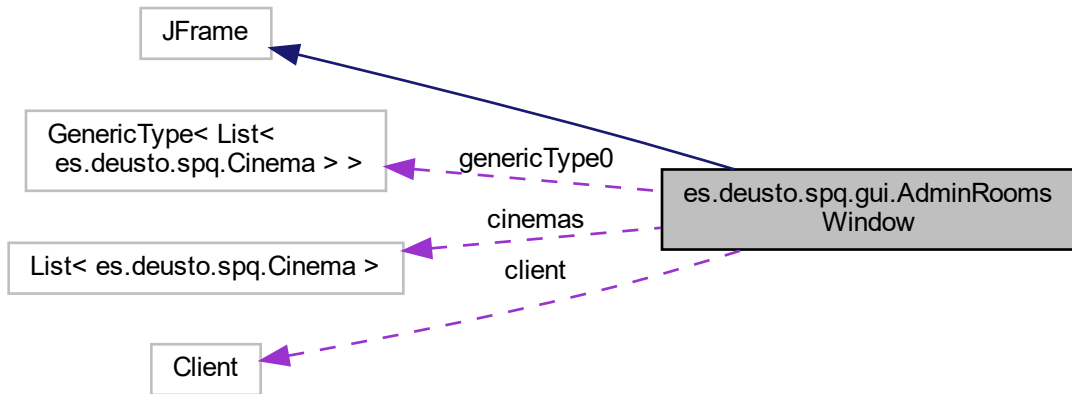 JFrame
GenericType< List<
es.deusto.spq.Cinema > >
genericType0
es.deusto.spq.gui.AdminRooms
Window
cinemas
List< es.deusto.spq.Cinema >
client
Client